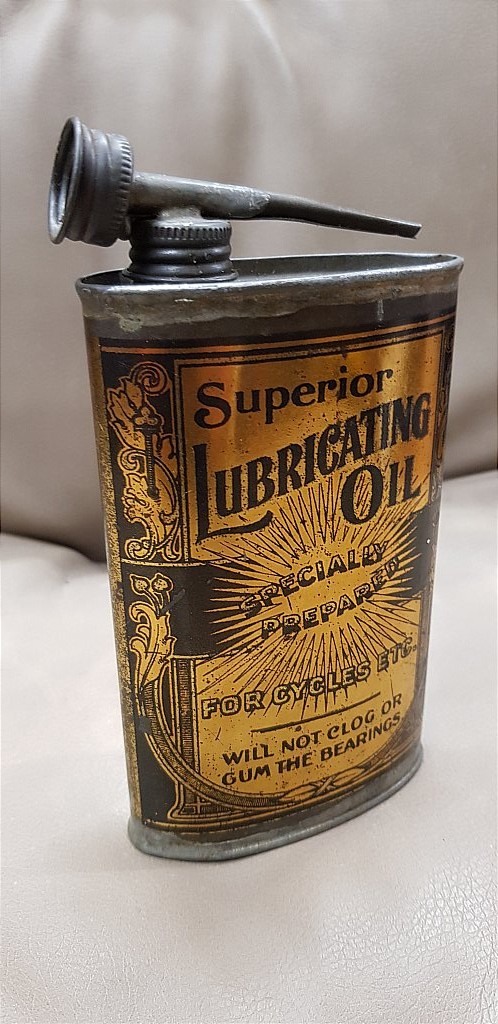 Superior
LUBRICATING
OIL
SPECIALLY
PREPARED
FOR CYCLES ETC.
WILL NOT CLOG OR
GUM THE BEARINGS